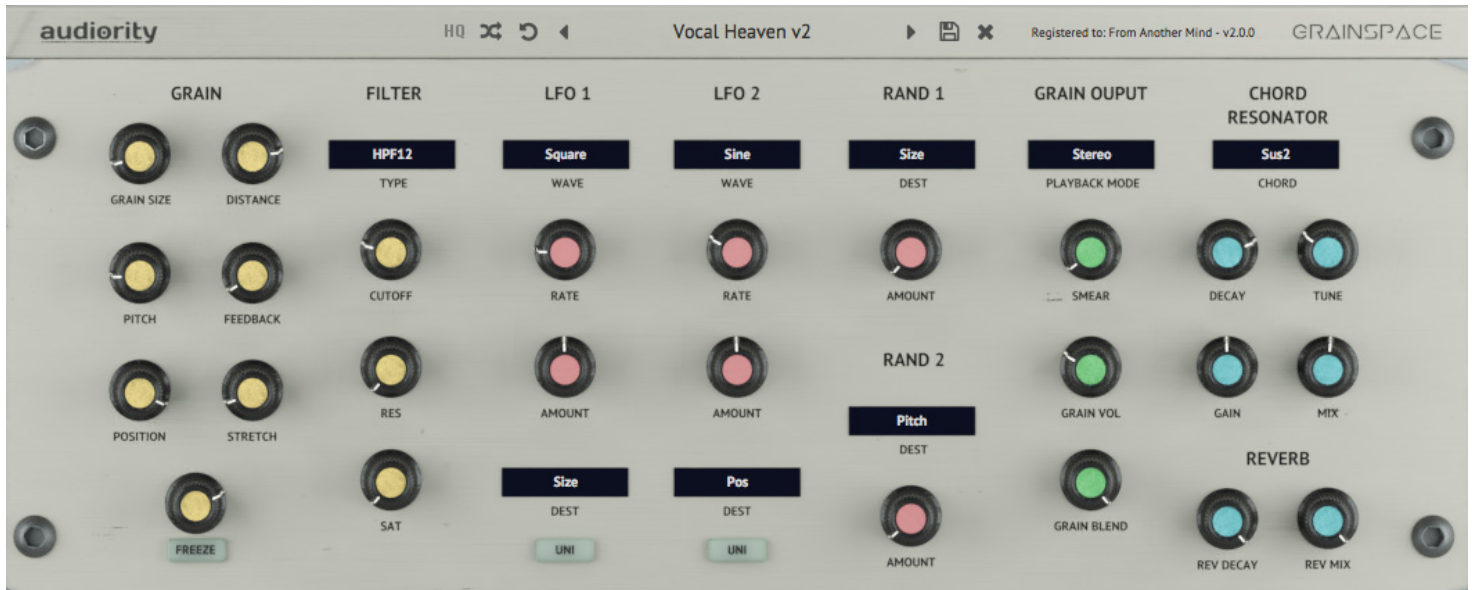 audiority
HQ
Vocal Heaven v2
Registered to: From Another Mind - v2.0.0
GRAINSPACE
GRAIN
GRAIN SIZE
DISTANCE
PITCH
FEEDBACK
POSITION
STRETCH
FREEZE
FILTER
HPF12
TYPE
CUTOFF
RES
SAT
LFO 1
Square
WAVE
RATE
AMOUNT
Size
DEST
UNI
LFO 2
Sine
WAVE
RATE
AMOUNT
Pos
DEST
UNI
RAND 1
Size
DEST
AMOUNT
RAND 2
Pitch
DEST
AMOUNT
GRAIN OUPUT
Stereo
PLAYBACK MODE
SMEAR
GRAIN VOL
GRAIN BLEND
CHORD
RESONATOR
Sus2
CHORD
DECAY
TUNE
GAIN
MIX
REVERB
REV DECAY
REV MIX